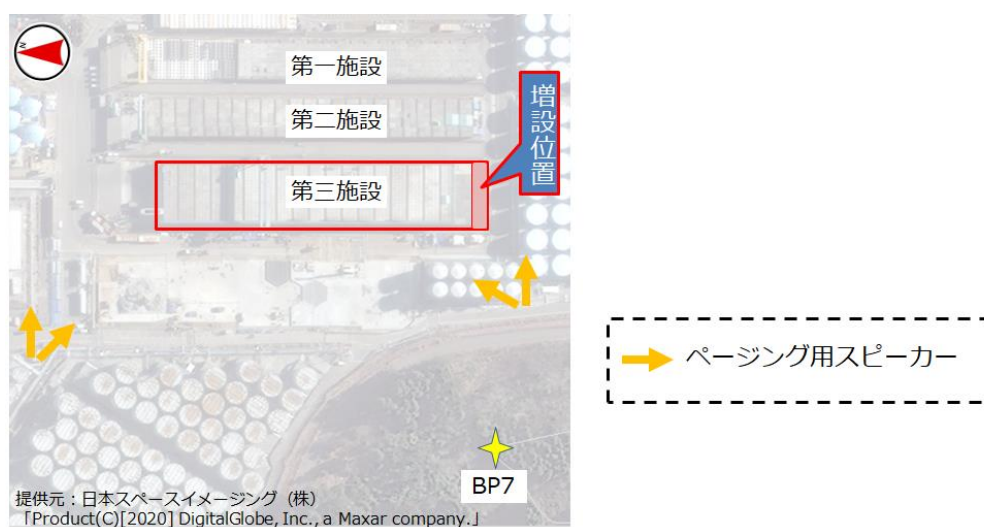 N
第一施設
第二施設
第三施設
増設位置
ページング用スピーカー
BP7
提供元：日本スペースイメージング（株）
「Product(C)[2020] DigitalGlobe, Inc., a Maxar company.」